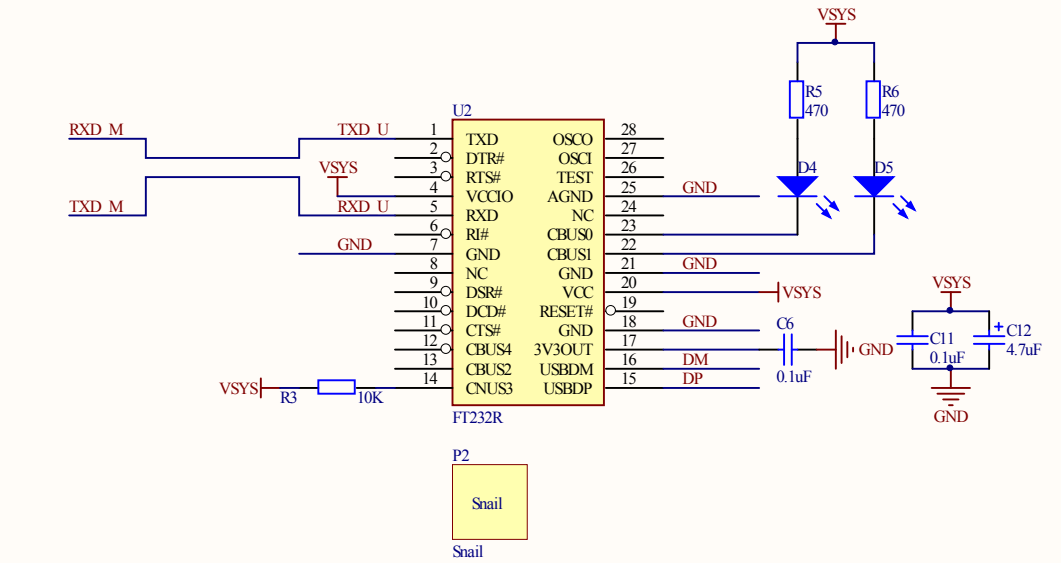 VSYS
R5
470
R6
470
U2
RXD_M
TXD_U
1
TXD
OSCO
28
2
DTR#
OSCI
27
VSYS
3
RTS#
TEST
26
D4
D5
4
VCCIO
AGND
25
GND
TXD_M
RXD_U
5
RXD
NC
24
6
RI#
CBUS0
23
GND
7
GND
CBUS1
22
8
NC
GND
21
GND
9
DSR#
VCC
20
VSYS
VSYS
10
DCD#
RESET#
19
11
CTS#
GND
18
GND
C6
0.1uF
GND
C11
0.1uF
C12
4.7uF
+
12
CBUS4
3V3OUT
17
13
CBUS2
USBDM
16
DM
VSYS
R3
10K
14
CNUS3
USBDP
15
DP
GND
FT232R
P2
Snail
Snail